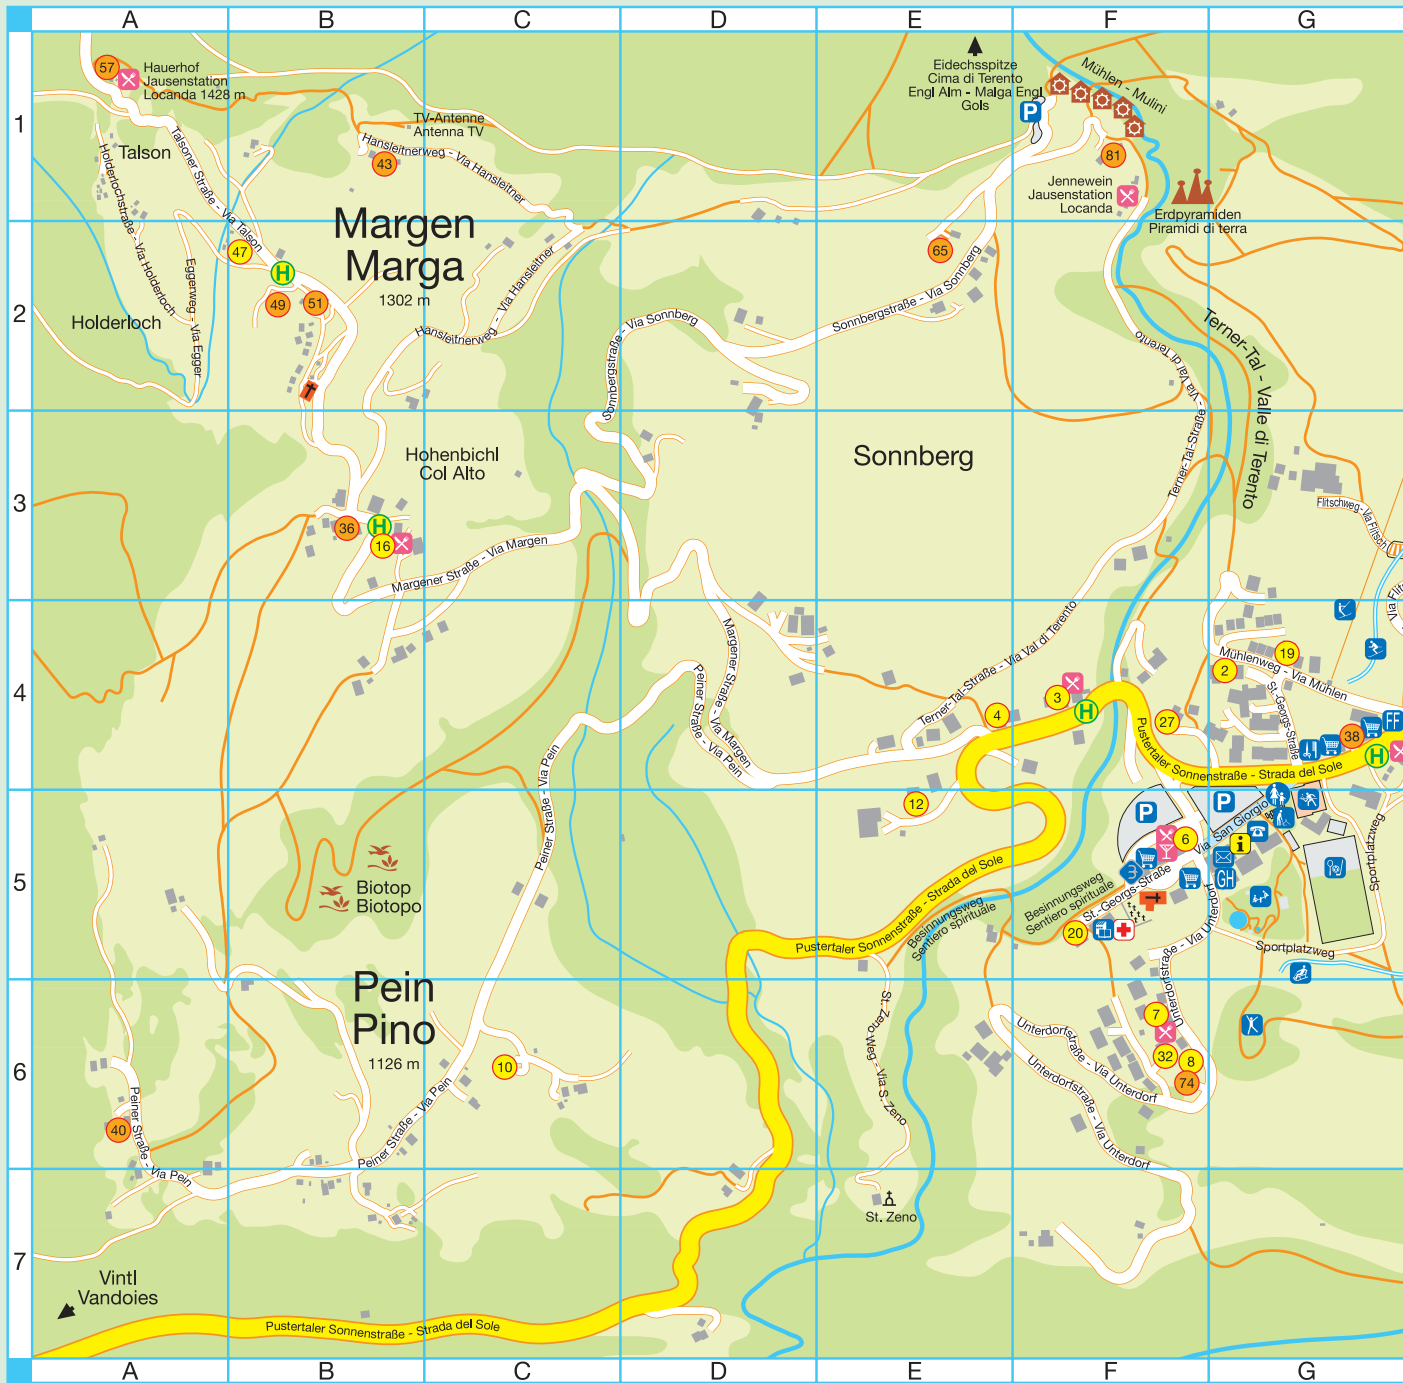 A B C D E F G
1
2
3
4
5
6
7
57
Hauerhof
Jausenstation
Locanda 1428 m
Talson
Talsoner Straße - Via Talson
Holderlochstraße - Via Holderloch
Eggerweg - Via Egger
Holderloch
TV-Antenne
Antenna TV
Hansleitnerweg - Via Hansleitner
43
Margen
Marga
1302 m
47
H
49
51
Hansleitnerweg - Via Hansleitner
Eidechsspitze
Cima di Terento
Engl Alm - Malga Engl
Gols
P
Mühlen - Mulini
81
Jennewein
Jausenstation
Locanda
Erdpyramiden
Piramidi di terra
65
Sonnbergstraße - Via Sonnberg
Sonnbergstraße - Via Sonnberg
Terner-Tal - Valle di Terento
Terner-Tal-Straße - Via Val di Terento
Hohenbichl
Col Alto
Sonnberg
36
H
16
Margener Straße - Via Margen
Flitschweg-Via Flitsch
Via Flit
Margener Straße - Via Margen
Peiner Straße - Via Pein
Terner-Tal-Straße - Via Val di Terento
4
3
H
27
2
19
Mühlenweg - Via Mühlen
St.-Georgs-Straße
38
FF
H
Pustertaler Sonnenstraße - Strada del Sole
Peiner Straße - Via Pein
12
P
P
Via San Giorgio
6
i
GH
St.-Georgs-Straße
Besinnungsweg
Sentiero spirituale
20
Sportplatzweg
Sportplatzweg
Biotop
Biotopo
Pustertaler Sonnenstraße - Strada del Sole
Besinnungsweg
Sentiero spirituale
Unterdorfstraße - Via Unterdorf
Pein
Pino
1126 m
10
St. Zeno Weg - Via S. Zeno
7
32
8
74
Unterdorfstraße - Via Unterdorf
Unterdorfstraße - Via Unterdorf
40
Peiner Straße - Via Pein
Peiner Straße - Via Pein
St. Zeno
Vintl
Vandoies
Pustertaler Sonnenstraße - Strada del Sole
A B C D E F G